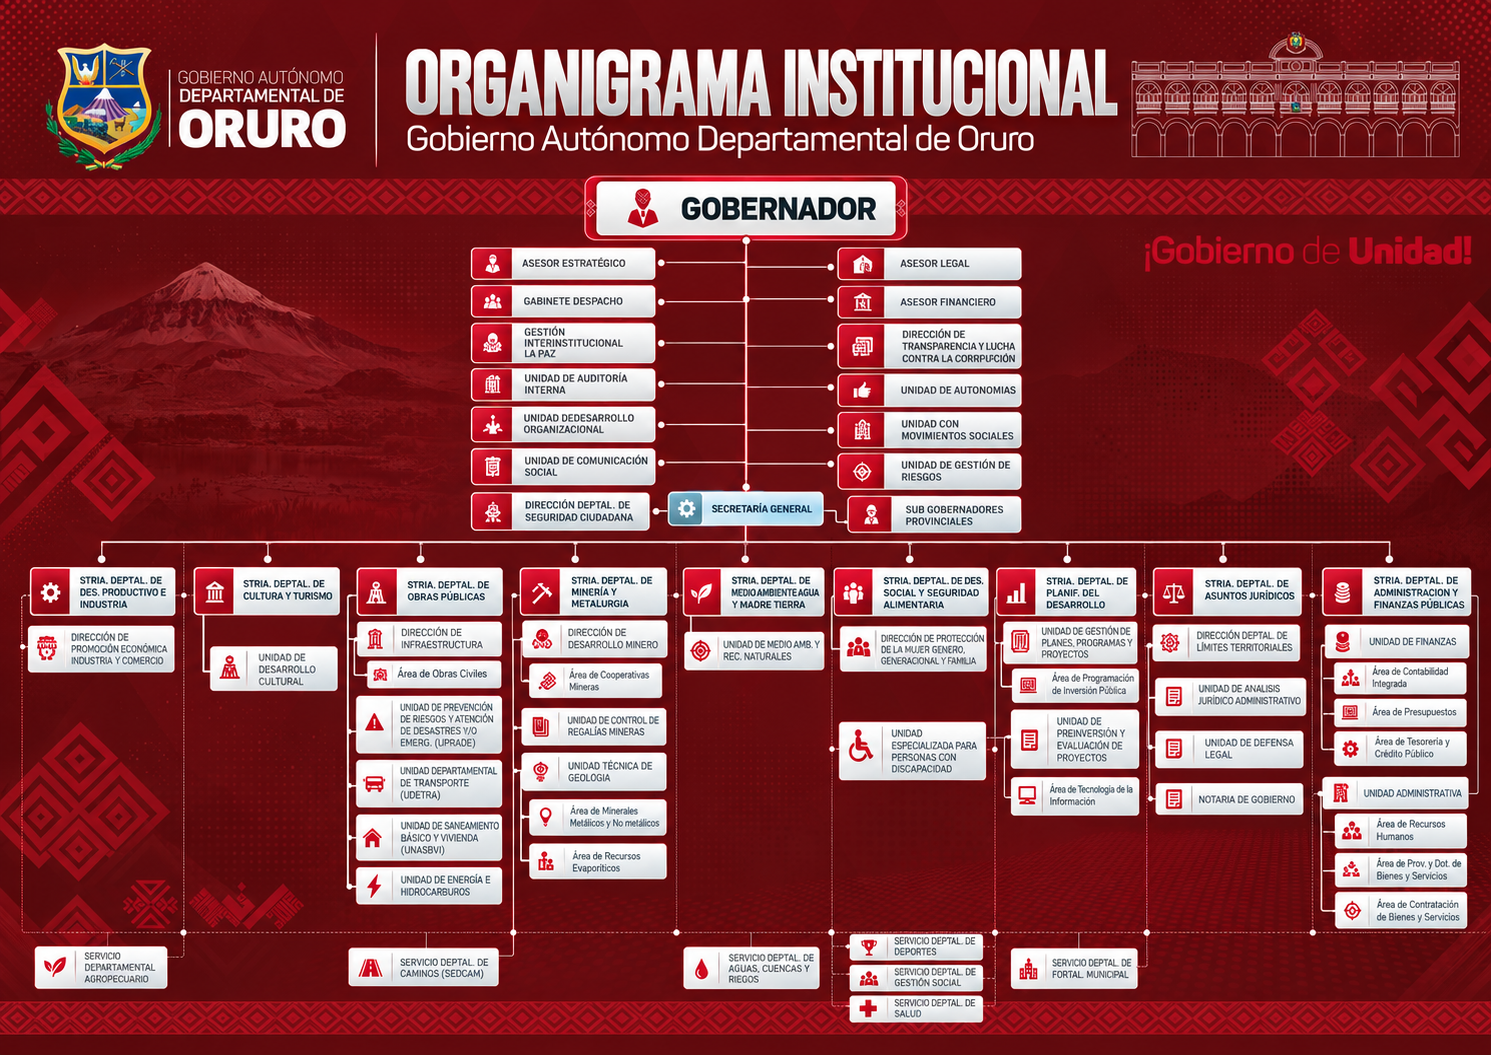 GOBIERNO AUTÓNOMO
DEPARTAMENTAL DE
ORURO
ORGANIGRAMA INSTITUCIONAL
Gobierno Autónomo Departamental de Oruro
GOBERNADOR
¡Gobierno de Unidad!
ASESOR ESTRATÉGICO
GABINETE DESPACHO
GESTIÓN
INTERINSTITUCIONAL
LA PAZ
UNIDAD DE AUDITORÍA
INTERNA
UNIDAD DEDESARROLLO
ORGANIZACIONAL
UNIDAD DE COMUNICACIÓN
SOCIAL
DIRECCIÓN DEPTAL. DE
SEGURIDAD CIUDADANA
ASESOR LEGAL
ASESOR FINANCIERO
DIRECCIÓN DE
TRANSPARENCIA Y LUCHA
CONTRA LA CORRPUFCIÓN
UNIDAD DE AUTONOMIAS
UNIDAD CON
MOVIMIENTOS SOCIALES
UNIDAD DE GESTIÓN DE
RIESGOS
SECRETARÍA GENERAL
SUB GOBERNADORES
PROVINCIALES
STRIA. DEPTAL. DE
DES. PRODUCTIVO E
INDUSTRIA
DIRECCIÓN DE
PROMOCIÓN ECONÓMICA
INDUSTRIA Y COMERCIO
SERVICIO
DEPARTAMENTAL
AGROPECUARIO
STRIA. DEPTAL. DE
CULTURA Y TURISMO
UNIDAD DE
DESARROLLO
CULTURAL
STRIA. DEPTAL. DE
OBRAS PÚBLICAS
DIRECCIÓN DE
INFRAESTRUCTURA
Área de Obras Civiles
UNIDAD DE PREVENCIÓN
DE RIESGOS Y ATENCIÓN
DE DESASTRES Y/O
EMERG. (UPRADE)
UNIDAD DEPARTAMENTAL
DE TRANSPORTE
(UDETRA)
UNIDAD DE SANEAMIENTO
BÁSICO Y VIVIENDA
(UNASBVI)
UNIDAD DE ENERGÍA E
HIDROCARBUROS
SERVICIO DEPTAL. DE
CAMINOS (SEDCAM)
STRIA. DEPTAL. DE
MINERÍA Y
METALURGIA
DIRECCIÓN DE
DESARROLLO MINERO
Área de Cooperativas
Mineras
UNIDAD DE CONTROL DE
REGALÍAS MINERAS
UNIDAD TÉCNICA DE
GEOLOGIA
Área de Minerales
Metálicos y No metálicos
Área de Recursos
Evaporíticos
STRIA. DEPTAL. DE
MEDIO AMBIENTE AGUA
Y MADRE TIERRA
UNIDAD DE MEDIO AMB. Y
REC. NATURALES
SERVICIO DEPTAL. DE
AGUAS, CUENCAS Y
RIEGOS
STRIA. DEPTAL. DE DES.
SOCIAL Y SEGURIDAD
ALIMENTARIA
DIRECCIÓN DE PROTECCIÓN
DE LA MUJER GENERO,
GENERACIONAL Y FAMILIA
UNIDAD
ESPECIALIZADA PARA
PERSONAS CON
DISCAPACIDAD
SERVICIO DEPTAL. DE
DEPORTES
SERVICIO DEPTAL. DE
GESTIÓN SOCIAL
SERVICIO DEPTAL. DE
SALUD
STRIA. DEPTAL. DE
PLANIF. DEL
DESARROLLO
UNIDAD DE GESTIÓN DE
PLANES, PROGRAMAS Y
PROYECTOS
Área de Programación
de Inversión Pública
UNIDAD DE
PREINVERSIÓN Y
EVALUACIÓN DE
PROYECTOS
Área de Tecnologia de la
Información
SERVICIO DEPTAL. DE
FORTAL. MUNICIPAL
STRIA. DEPTAL. DE
ASUNTOS JURÍDICOS
DIRECCIÓN DEPTAL. DE
LÍMITES TERRITORIALES
UNIDAD DE ANALISIS
JURÍDICO ADMINISTRATIVO
UNIDAD DE DEFENSA
LEGAL
NOTARIA DE GOBIERNO
STRIA. DEPTAL. DE
ADMINISTRACION Y
FINANZAS PÚBLICAS
UNIDAD DE FINANZAS
Área de Contabilidad
Integrada
Área de Presupuestos
Área de Tesorería y
Crédito Público
UNIDAD ADMINISTRATIVA
Área de Recursos
Humanos
Área de Prov. y Dot. de
Bienes y Servicios
Área de Contratación
de Bienes y Servicios